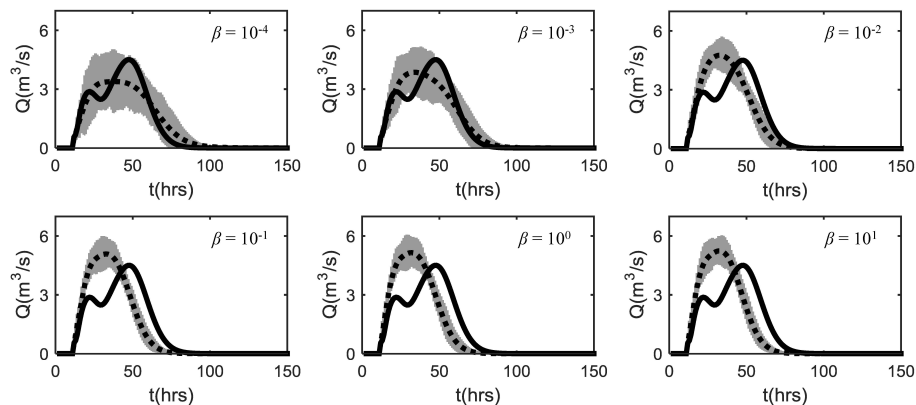 6
3
0
Q(m³/s)
β = 10⁻⁴
0 50 100 150
t(hrs)
6
3
0
Q(m³/s)
β = 10⁻³
0 50 100 150
t(hrs)
6
3
0
Q(m³/s)
β = 10⁻²
0 50 100 150
t(hrs)
6
3
0
Q(m³/s)
β = 10⁻¹
0 50 100 150
t(hrs)
6
3
0
Q(m³/s)
β = 10⁰
0 50 100 150
t(hrs)
6
3
0
Q(m³/s)
β = 10¹
0 50 100 150
t(hrs)